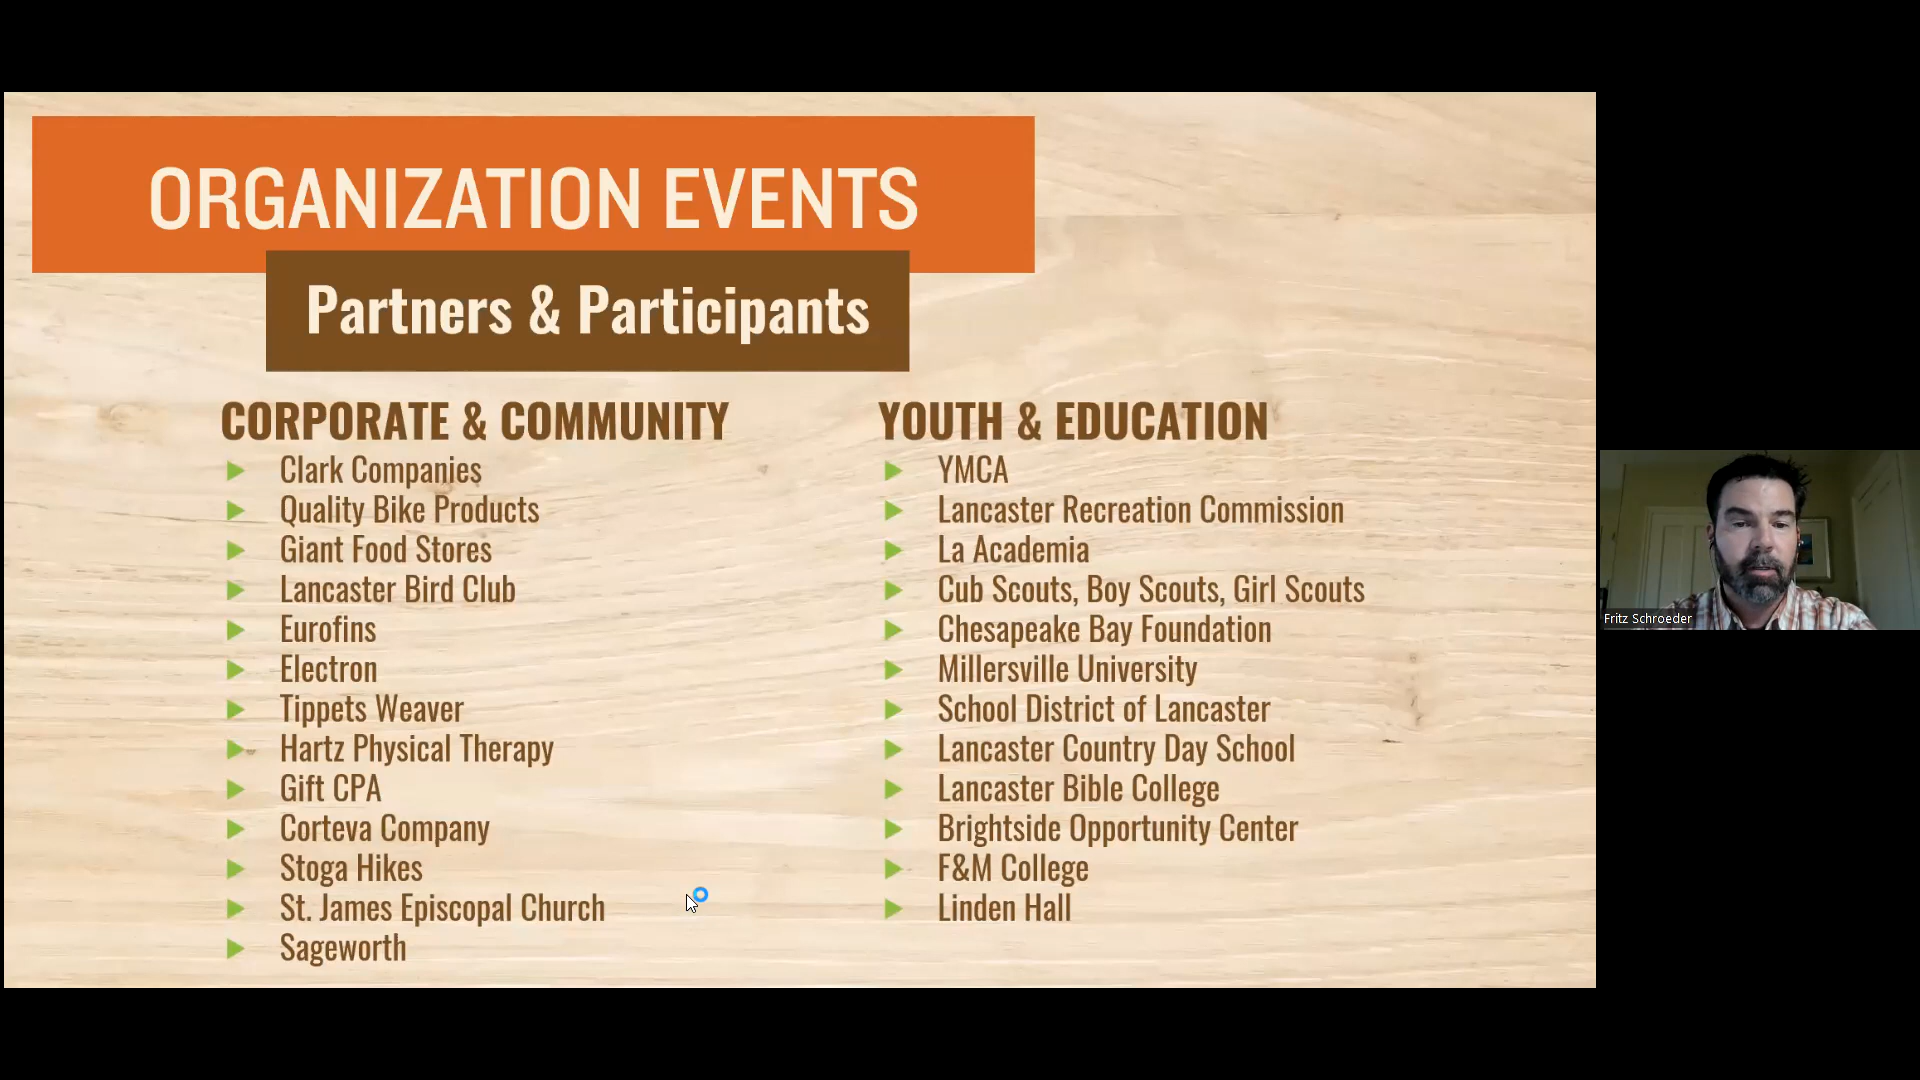 ORGANIZATION EVENTS
Partners & Participants
CORPORATE & COMMUNITY
Clark Companies
Quality Bike Products
Giant Food Stores
Lancaster Bird Club
Eurofins
Electron
Tippets Weaver
Hartz Physical Therapy
Gift CPA
Corteva Company
Stoga Hikes
St. James Episcopal Church
Sageworth
YOUTH & EDUCATION
YMCA
Lancaster Recreation Commission
La Academia
Cub Scouts, Boy Scouts, Girl Scouts
Chesapeake Bay Foundation
Millersville University
School District of Lancaster
Lancaster Country Day School
Lancaster Bible College
Brightside Opportunity Center
F&M College
Linden Hall
Fritz Schroeder